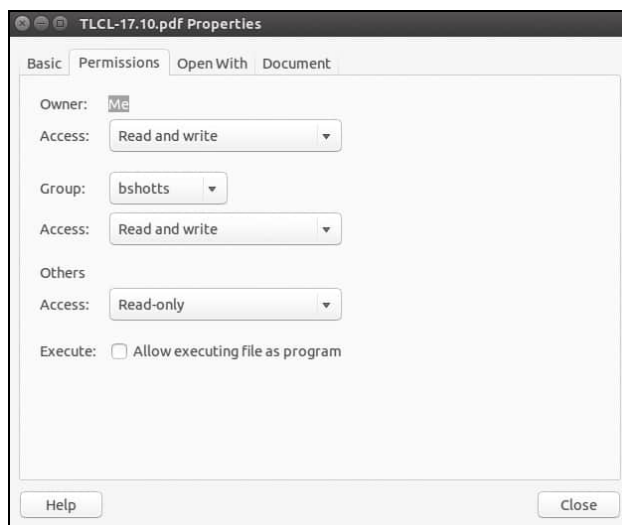 TLCL-17.10.pdf Properties
Basic Permissions Open With Document
Owner: Me
Access: Read and write
Group: bshotts
Access: Read and write
Others
Access: Read-only
Execute: Allow executing file as program
Help Close